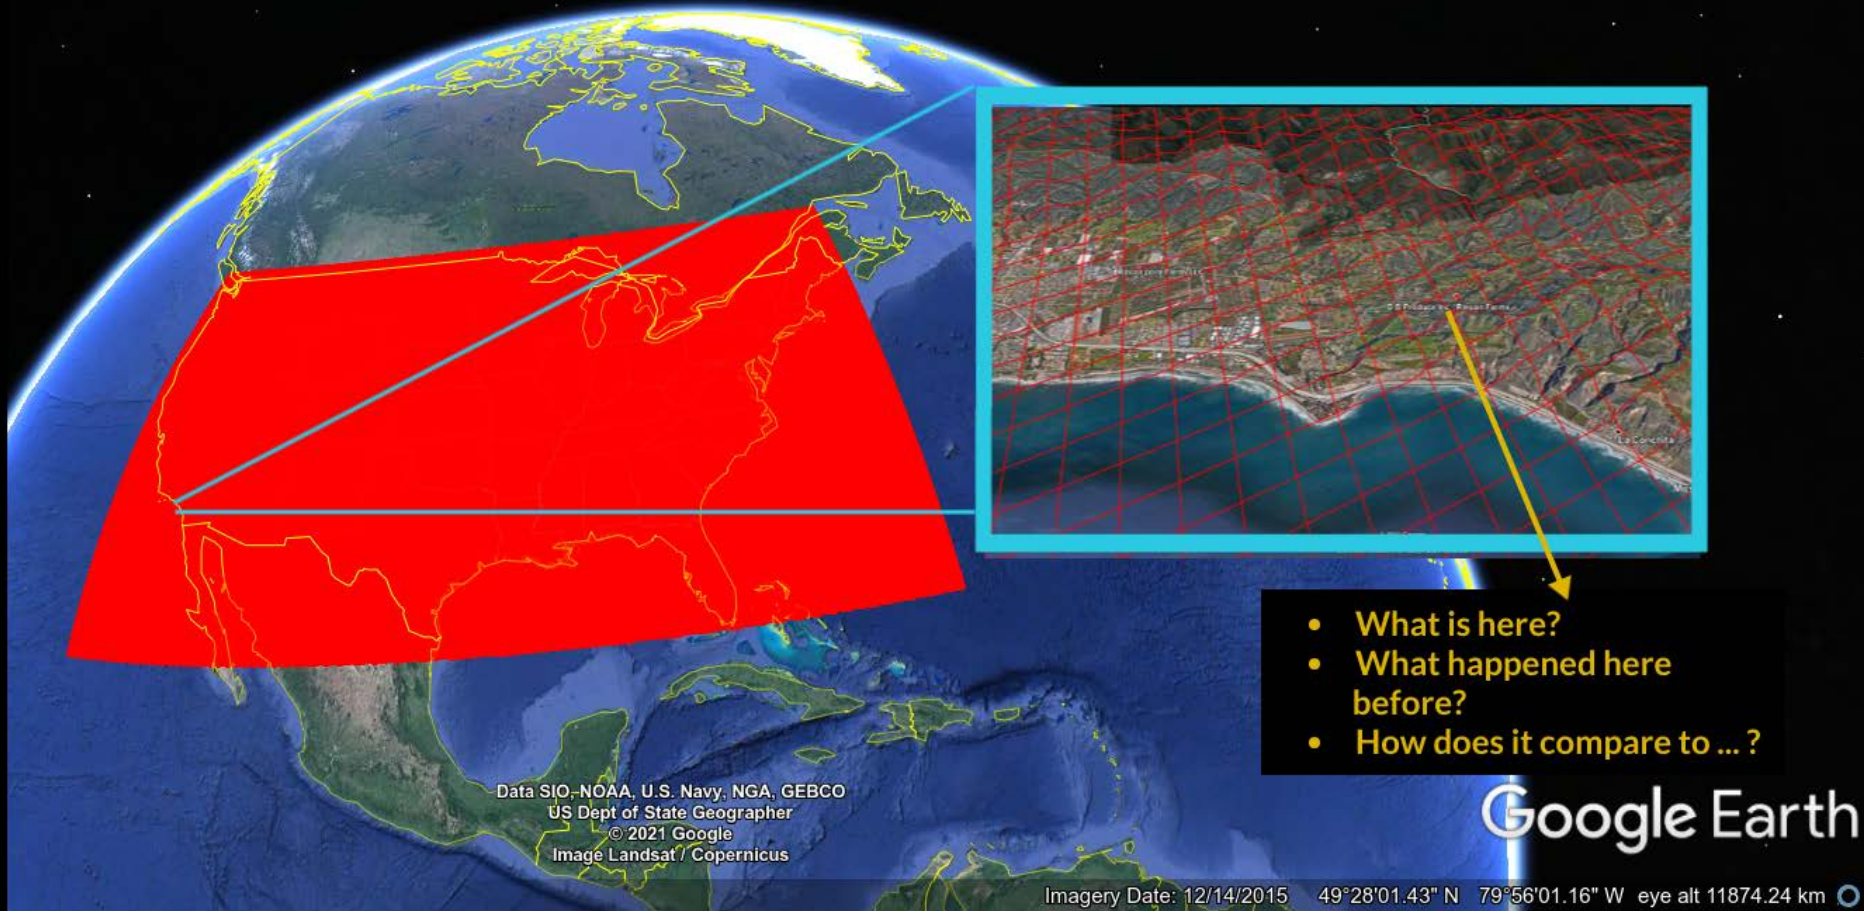 La Conchita
• What is here?
• What happened here
before?
• How does it compare to ... ?
Data SIO, NOAA, U.S. Navy, NGA, GEBCO
US Dept of State Geographer
© 2021 Google
Image Landsat / Copernicus
Google Earth
Imagery Date: 12/14/2015 49°28'01.43" N 79°56'01.16" W eye alt 11874.24 km